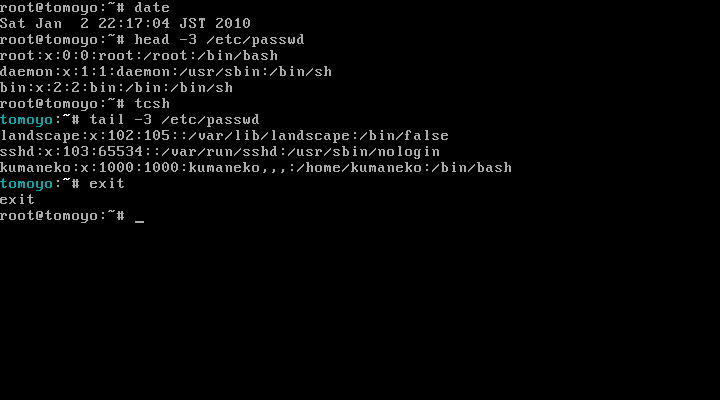 root@tomoyo:~# date
Sat Jan  2 22:17:04 JST 2010
root@tomoyo:~# head -3 /etc/passwd
root:x:0:0:root:/root:/bin/bash
daemon:x:1:1:daemon:/usr/sbin:/bin/sh
bin:x:2:2:bin:/bin:/bin/sh
root@tomoyo:~# tcsh
tomoyo:~# tail -3 /etc/passwd
landscape:x:102:105::/var/lib/landscape:/bin/false
sshd:x:103:65534::/var/run/sshd:/usr/sbin/nologin
kumaneko:x:1000:1000:kumaneko,,,:/home/kumaneko:/bin/bash
tomoyo:~# exit
exit
root@tomoyo:~# _